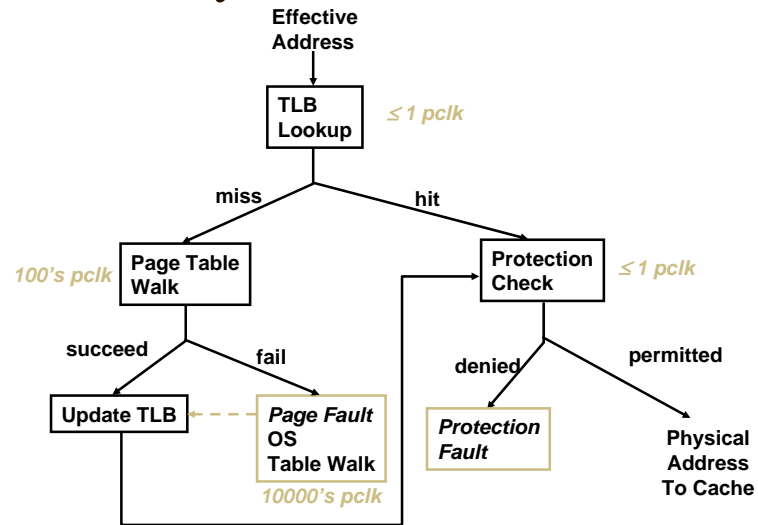 Effective
Address
TLB
Lookup
≤ 1 pclk
miss
hit
100's pclk
Page Table
Walk
Protection
Check
≤ 1 pclk
succeed
fail
denied
permitted
Update TLB
Page Fault
OS
Table Walk
10000's pclk
Protection
Fault
Physical
Address
To Cache